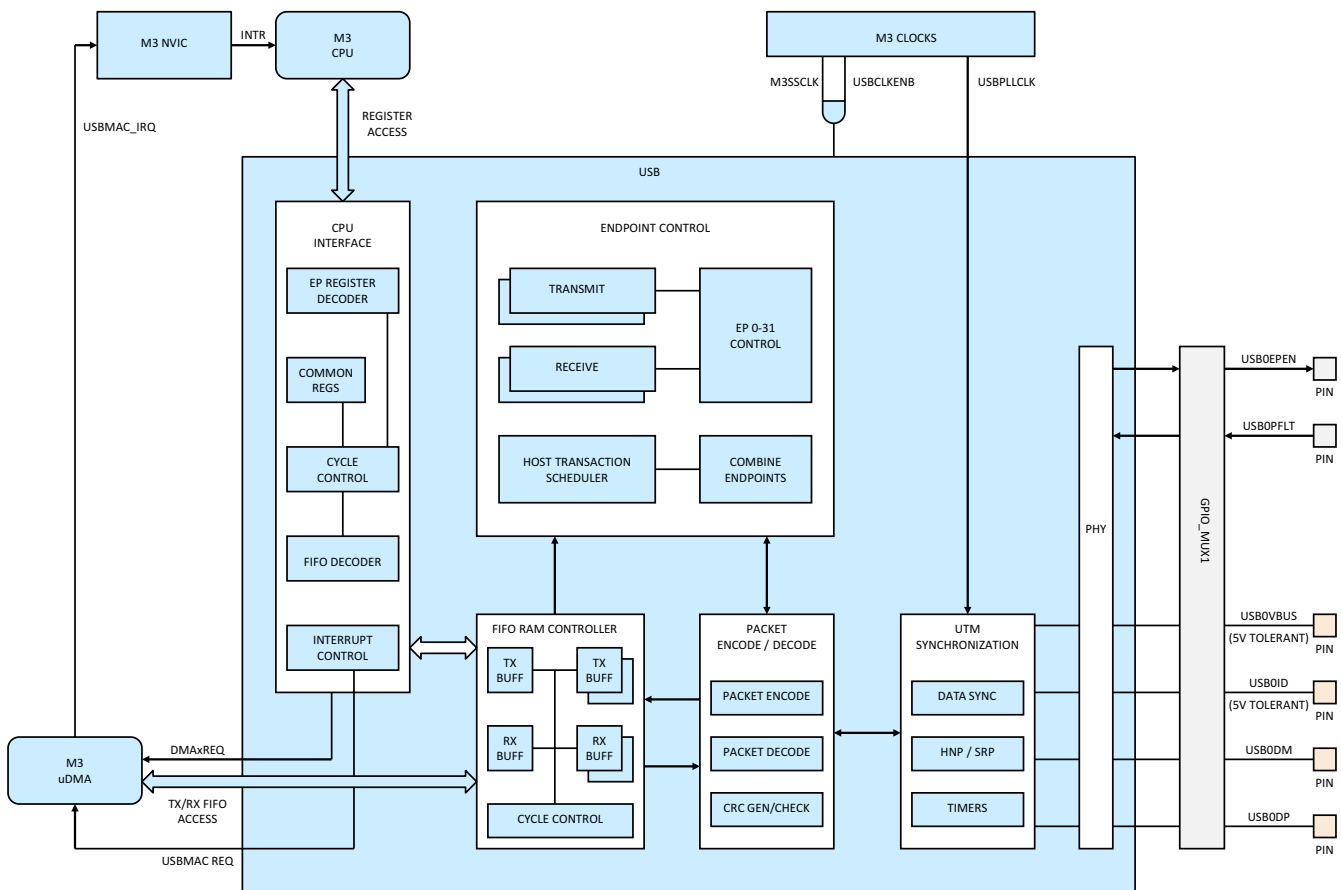 M3 NVIC
INTR
M3
CPU
M3 CLOCKS
M3SSCLK
USBCLKENB
USBPLLCLK
USBMAC_IRQ
REGISTER
ACCESS
USB
CPU
INTERFACE
EP REGISTER
DECODER
COMMON
REGS
CYCLE
CONTROL
FIFO DECODER
INTERRUPT
CONTROL
ENDPOINT CONTROL
TRANSMIT
RECEIVE
EP 0-31
CONTROL
HOST TRANSACTION
SCHEDULER
COMBINE
ENDPOINTS
FIFO RAM CONTROLLER
TX
BUFF
TX
BUFF
RX
BUFF
RX
BUFF
CYCLE CONTROL
PACKET
ENCODE / DECODE
PACKET ENCODE
PACKET DECODE
CRC GEN/CHECK
UTM
SYNCHRONIZATION
DATA SYNC
HNP / SRP
TIMERS
PHY
GPIO_MUX1
USB0EPEN
PIN
USB0PFLT
PIN
USB0VBUS
(5V TOLERANT)
PIN
USB0ID
(5V TOLERANT)
PIN
USB0DM
PIN
USB0DP
PIN
M3
uDMA
DMAxREQ
TX/RX FIFO
ACCESS
USBMAC REQ